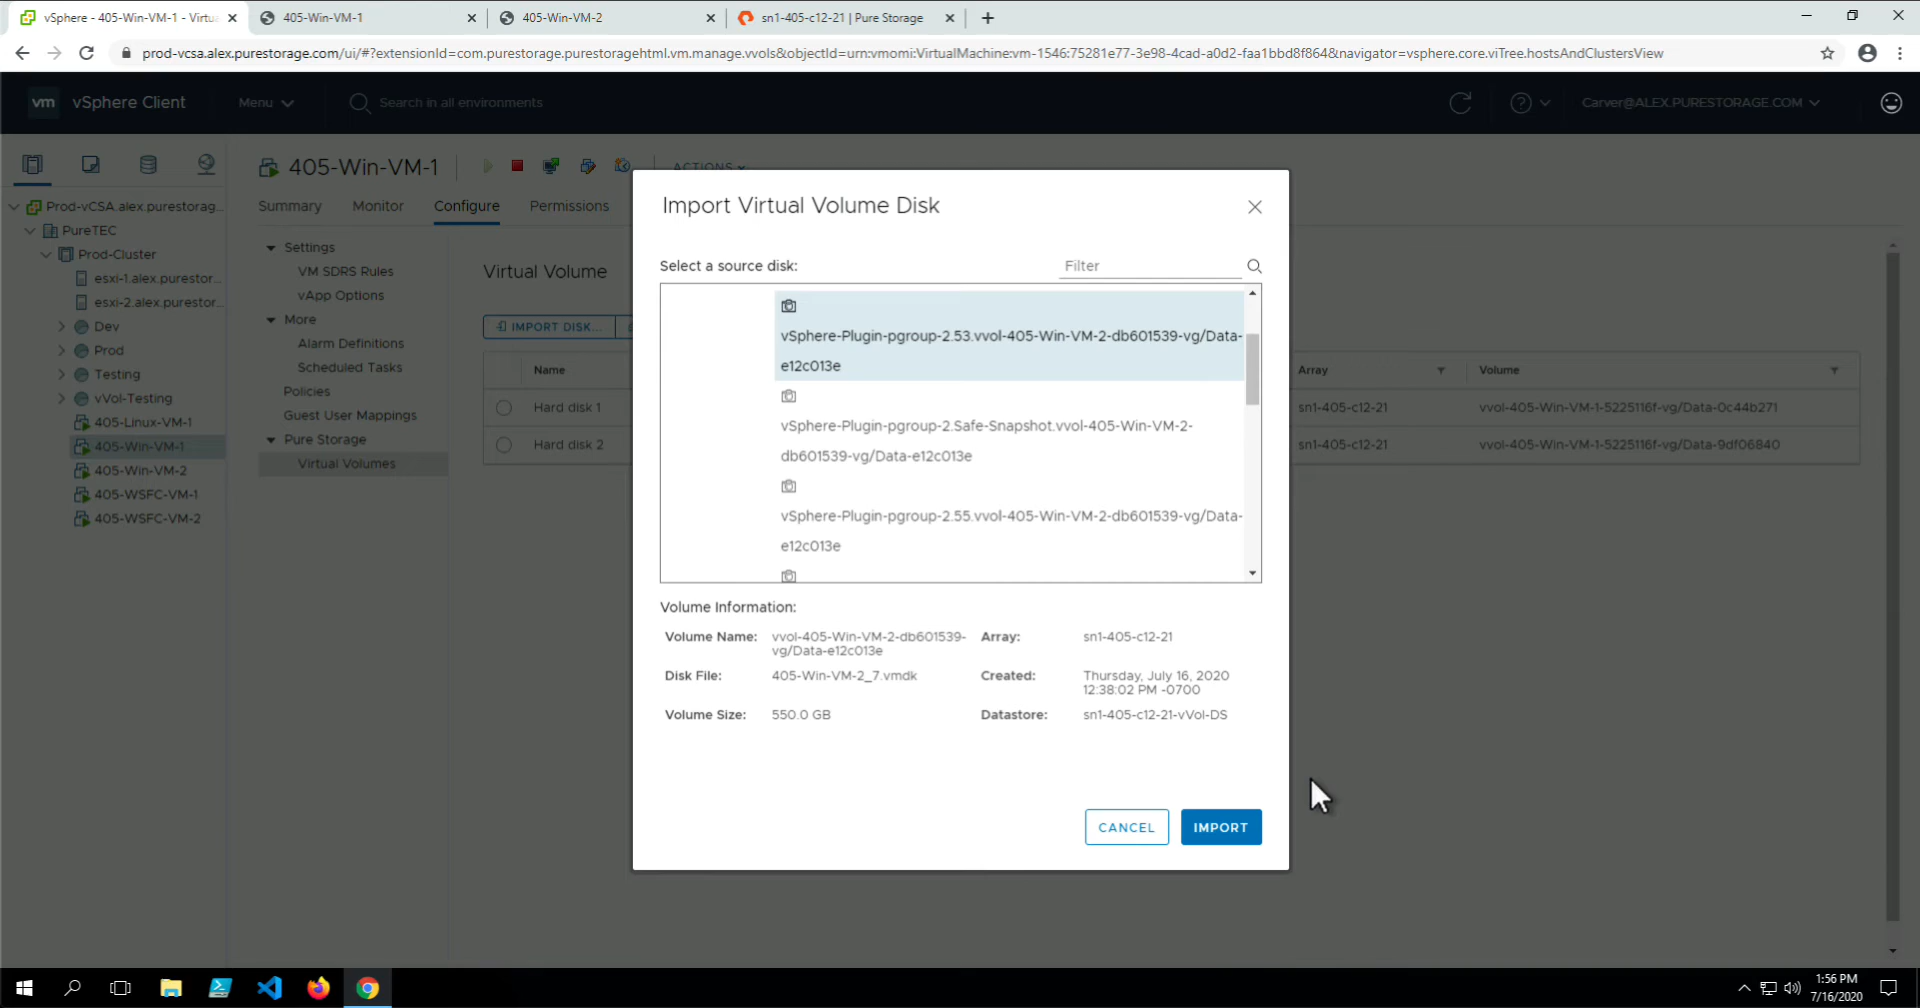 vSphere - 405-Win-VM-1 - Virtu
405-Win-VM-1
405-Win-VM-2
sn1-405-c12-21 | Pure Storage
prod-vcsa.alex.purestorage.com/ui/#?extensionId=com.purestorage.purestoragehtml.vm.manage.vvols&objectId=urn:vmomi:VirtualMachine:vm-1546:75281e77-3e98-4cad-a0d2-faa1bbd8f864&navigator=vsphere.core.viTree.hostsAndClustersView
vm vSphere Client
Menu
Search in all environments
Carver@ALEX.PURESTORAGE.COM
405-Win-VM-1
ACTIONS
Summary
Monitor
Configure
Permissions
Prod-vCSA.alex.purestorag...
PureTEC
Prod-Cluster
esxi-1.alex.purestor...
esxi-2.alex.purestor...
Dev
Prod
Testing
vVol-Testing
405-Linux-VM-1
405-Win-VM-1
405-Win-VM-2
405-WSFC-VM-1
405-WSFC-VM-2
Settings
VM SDRS Rules
vApp Options
More
Alarm Definitions
Scheduled Tasks
Policies
Guest User Mappings
Pure Storage
Virtual Volumes
Virtual Volume
IMPORT DISK...
Name
Array
Volume
Hard disk 1
sn1-405-c12-21
vvol-405-Win-VM-1-5225116f-vg/Data-0c44b271
Hard disk 2
sn1-405-c12-21
vvol-405-Win-VM-1-5225116f-vg/Data-9df06840
Import Virtual Volume Disk
Select a source disk:
Filter
vSphere-Plugin-pgroup-2.53.vvol-405-Win-VM-2-db601539-vg/Data-
e12c013e
vSphere-Plugin-pgroup-2.Safe-Snapshot.vvol-405-Win-VM-2-
db601539-vg/Data-e12c013e
vSphere-Plugin-pgroup-2.55.vvol-405-Win-VM-2-db601539-vg/Data-
e12c013e
Volume Information:
Volume Name:
vvol-405-Win-VM-2-db601539-
vg/Data-e12c013e
Array:
sn1-405-c12-21
Disk File:
405-Win-VM-2_7.vmdk
Created:
Thursday, July 16, 2020
12:38:02 PM -0700
Volume Size:
550.0 GB
Datastore:
sn1-405-c12-21-vVol-DS
CANCEL
IMPORT
1:56 PM
7/16/2020